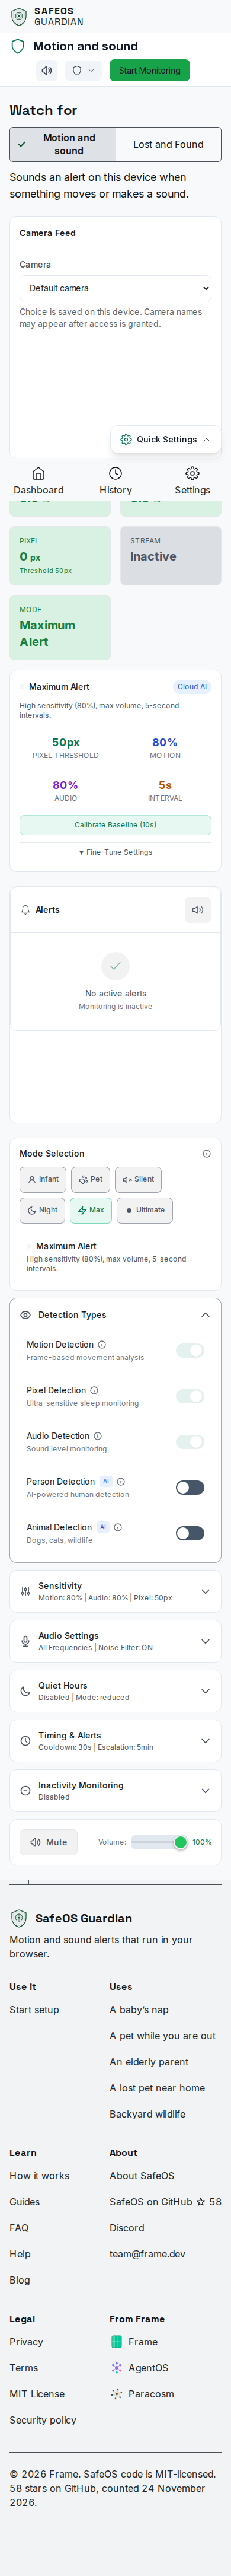 SAFEOS
GUARDIAN
Motion and sound
Start Monitoring
Watch for
Motion and
sound
Lost and Found
Sounds an alert on this device when
something moves or makes a sound.
Camera Feed
Camera
Default camera
Choice is saved on this device. Camera names
may appear after access is granted.
Quick Settings
Dashboard
History
Settings
PIXEL
0 px
Threshold 50px
STREAM
Inactive
MODE
Maximum
Alert
Maximum Alert
Cloud AI
High sensitivity (80%), max volume, 5-second
intervals.
50px
PIXEL THRESHOLD
80%
MOTION
80%
AUDIO
5s
INTERVAL
Calibrate Baseline (10s)
▼ Fine-Tune Settings
Alerts
No active alerts
Monitoring is inactive
Mode Selection
Infant
Pet
Silent
Night
Max
Ultimate
Maximum Alert
High sensitivity (80%), max volume, 5-second
intervals.
Detection Types
Motion Detection
Frame-based movement analysis
Pixel Detection
Ultra-sensitive sleep monitoring
Audio Detection
Sound level monitoring
Person Detection AI
AI-powered human detection
Animal Detection AI
Dogs, cats, wildlife
Sensitivity
Motion: 80% | Audio: 80% | Pixel: 50px
Audio Settings
All Frequencies | Noise Filter: ON
Quiet Hours
Disabled | Mode: reduced
Timing & Alerts
Cooldown: 30s | Escalation: 5min
Inactivity Monitoring
Disabled
Mute
Volume:
100%
SafeOS Guardian
Motion and sound alerts that run in your
browser.
Use it
Start setup
Uses
A baby's nap
A pet while you are out
An elderly parent
A lost pet near home
Backyard wildlife
Learn
How it works
Guides
FAQ
Help
Blog
About
About SafeOS
SafeOS on GitHub ☆ 58
Discord
team@frame.dev
Legal
Privacy
Terms
MIT License
Security policy
From Frame
Frame
AgentOS
Paracosm
© 2026 Frame. SafeOS code is MIT-licensed.
58 stars on GitHub, counted 24 November
2026.